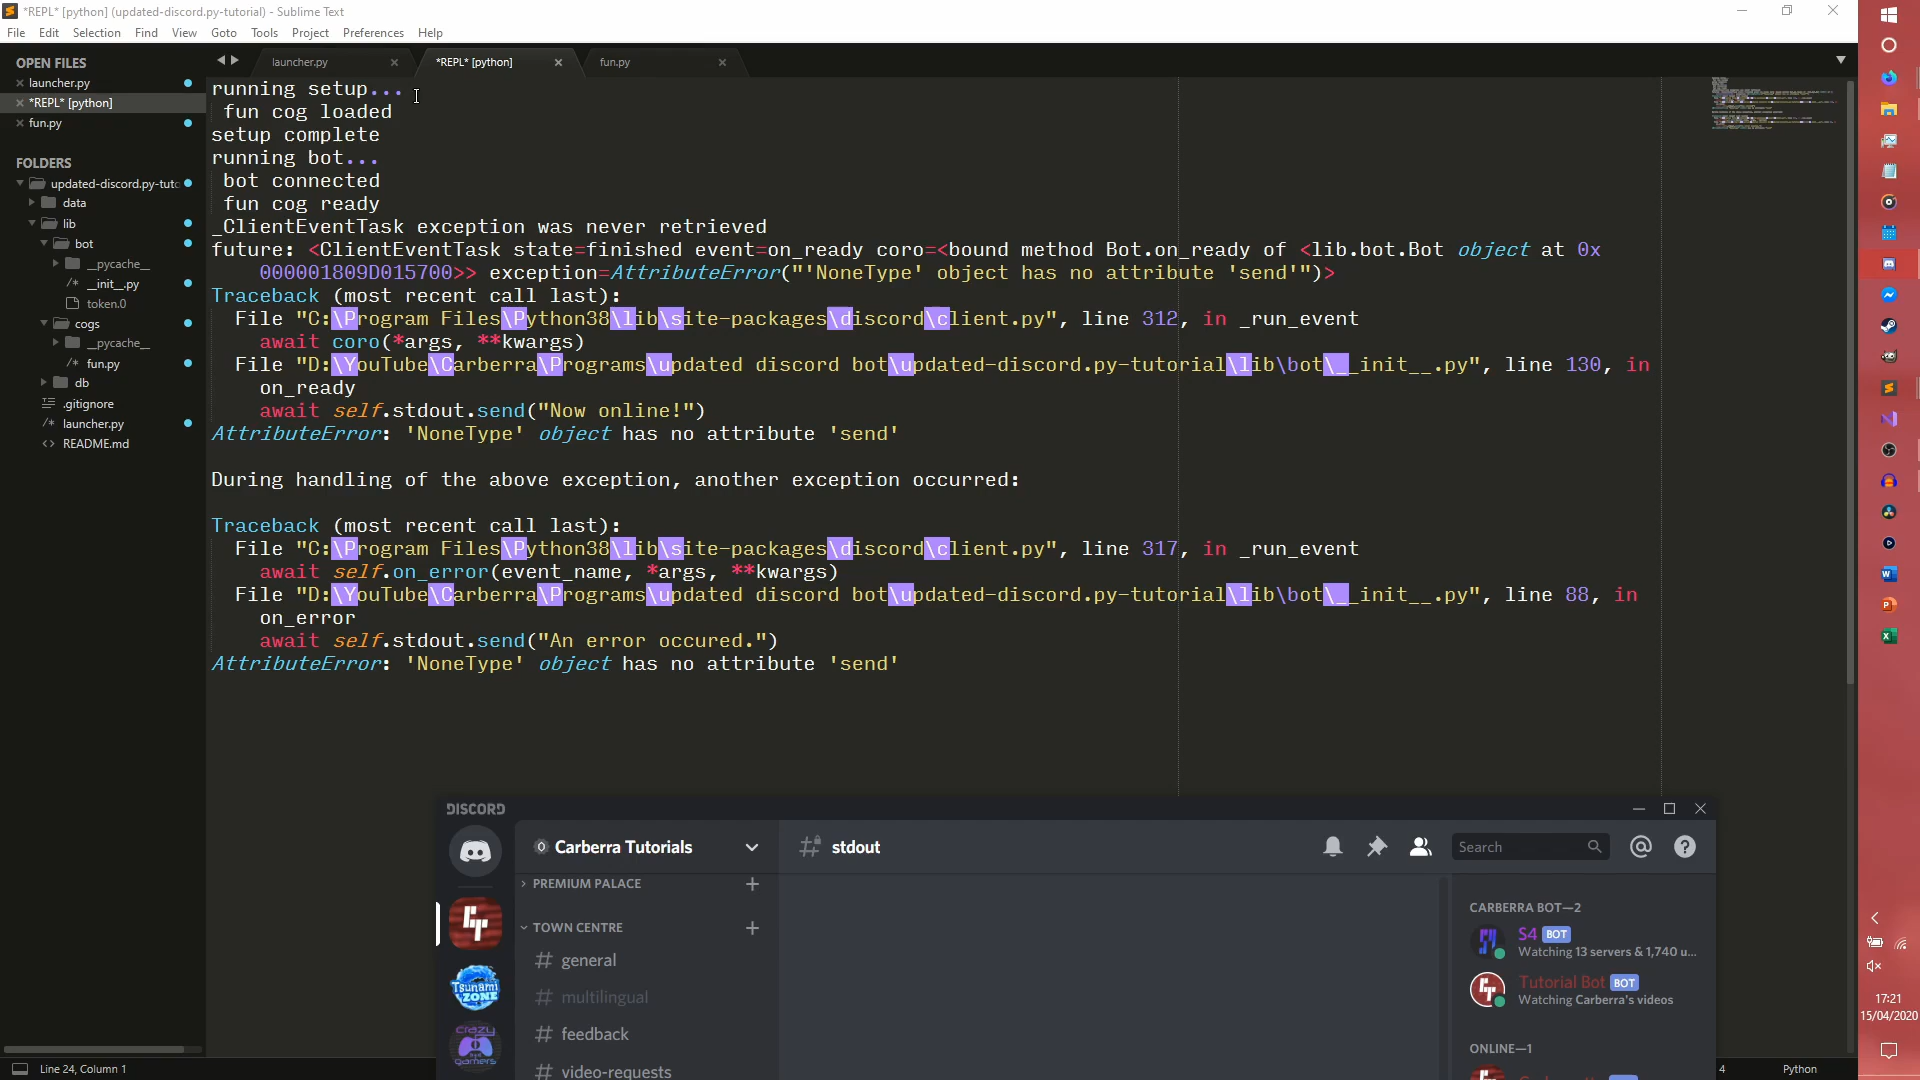 *REPL* [python] (updated-discord.py-tutorial) - Sublime Text
File Edit Selection Find View Goto Tools Project Preferences Help
OPEN FILES
launcher.py
*REPL* [python]
fun.py
FOLDERS
updated-discord.py-tuto
data
lib
bot
__pycache__
__init__.py
token.0
cogs
__pycache__
fun.py
db
.gitignore
launcher.py
README.md
launcher.py
*REPL* [python]
fun.py
running setup...
fun cog loaded
setup complete
running bot...
bot connected
fun cog ready
_ClientEventTask exception was never retrieved
future: <ClientEventTask state=finished event=on_ready coro=<bound method Bot.on_ready of <lib.bot.Bot object at 0x
000001809D015700>> exception=AttributeError("'NoneType' object has no attribute 'send'")>
Traceback (most recent call last):
File "C:\Program Files\Python38\lib\site-packages\discord\client.py", line 312, in _run_event
await coro(*args, **kwargs)
File "D:\YouTube\Carberra\Programs\updated discord bot\updated-discord.py-tutorial\lib\bot\__init__.py", line 130, in
on_ready
await self.stdout.send("Now online!")
AttributeError: 'NoneType' object has no attribute 'send'
During handling of the above exception, another exception occurred:
Traceback (most recent call last):
File "C:\Program Files\Python38\lib\site-packages\discord\client.py", line 317, in _run_event
await self.on_error(event_name, *args, **kwargs)
File "D:\YouTube\Carberra\Programs\updated discord bot\updated-discord.py-tutorial\lib\bot\__init__.py", line 88, in
on_error
await self.stdout.send("An error occured.")
AttributeError: 'NoneType' object has no attribute 'send'
DISCORD
Carberra Tutorials
PREMIUM PALACE
TOWN CENTRE
general
multilingual
feedback
video-requests
stdout
Search
CARBERRA BOT—2
S4 BOT
Watching 13 servers & 1,740 u...
Tutorial Bot BOT
Watching Carberra's videos
ONLINE—1
Tsunami ZONE
crazy gamers
Line 24, Column 1
4
Python
17:21
15/04/2020